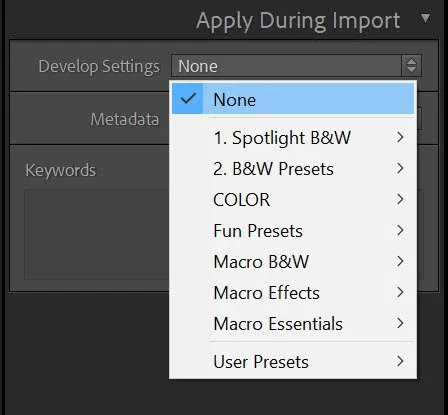 Apply During Import
Develop Settings None
None
Metadata
1. Spotlight B&W
2. B&W Presets
Keywords
COLOR
Fun Presets
Macro B&W
Macro Effects
Macro Essentials
User Presets